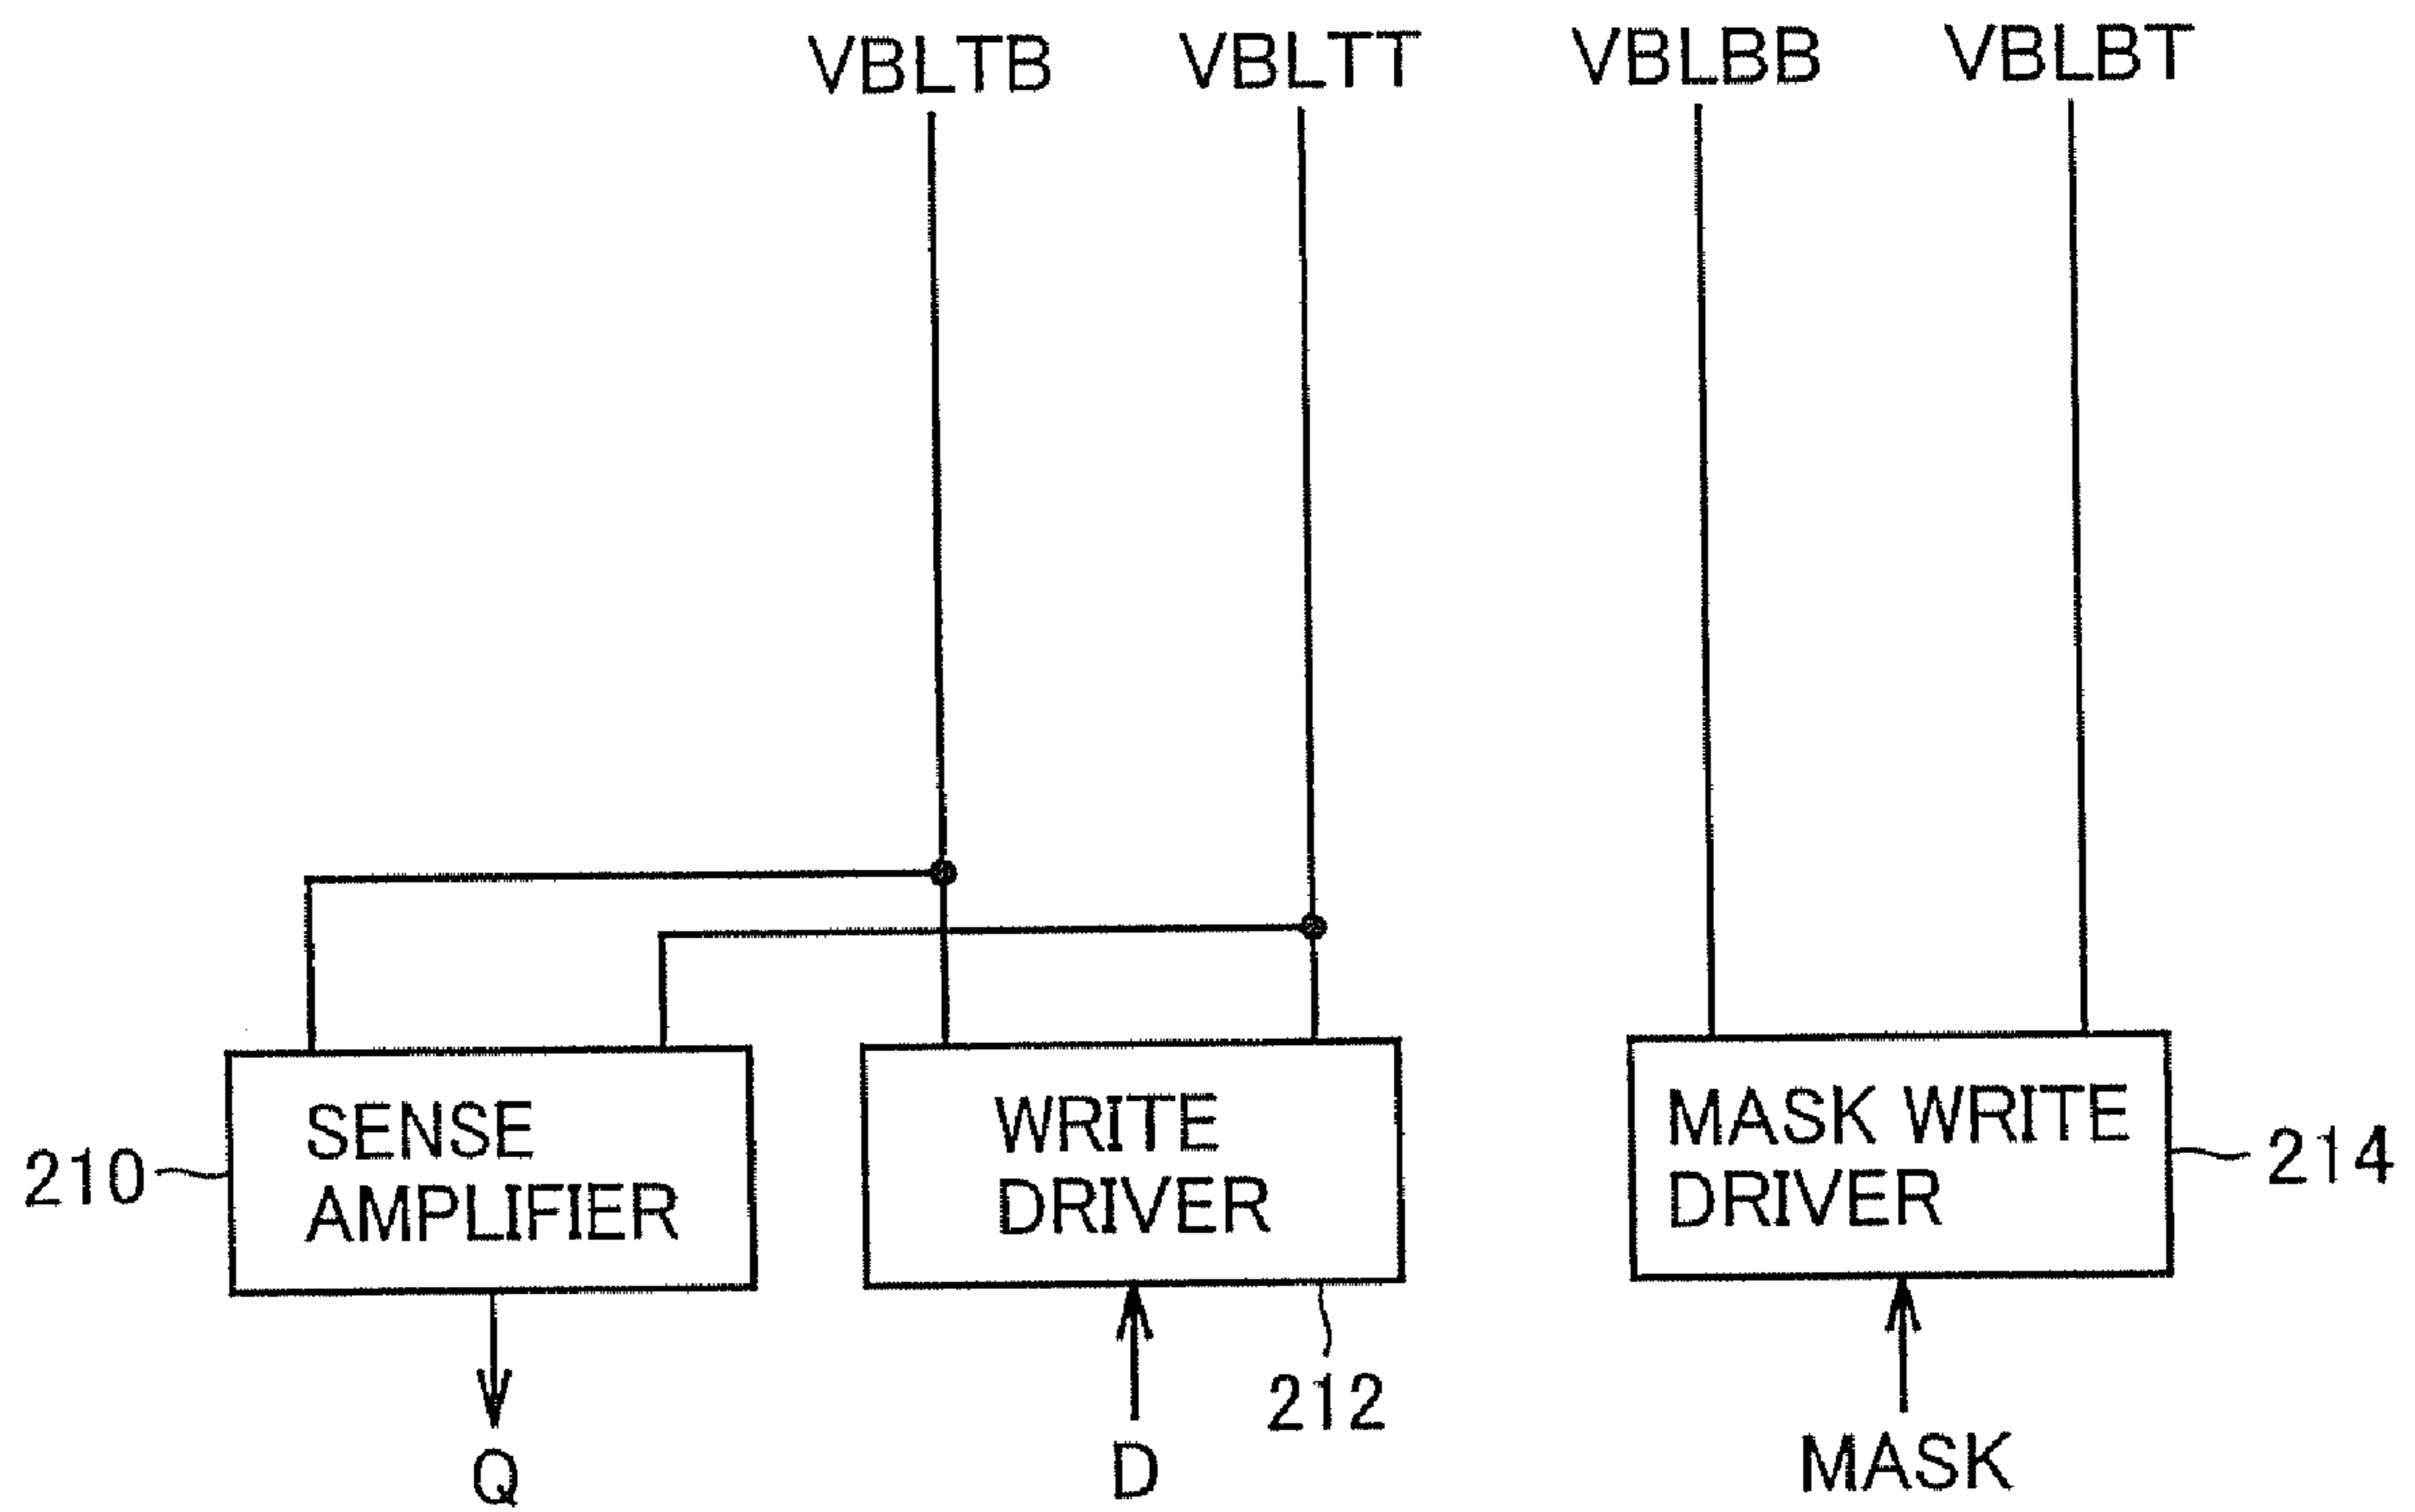 VBLTB VBLTT VBLBB VBLBT
SENSE
AMPLIFIER
210
WRITE
DRIVER
212
MASK WRITE
DRIVER
214
Q
D
MASK